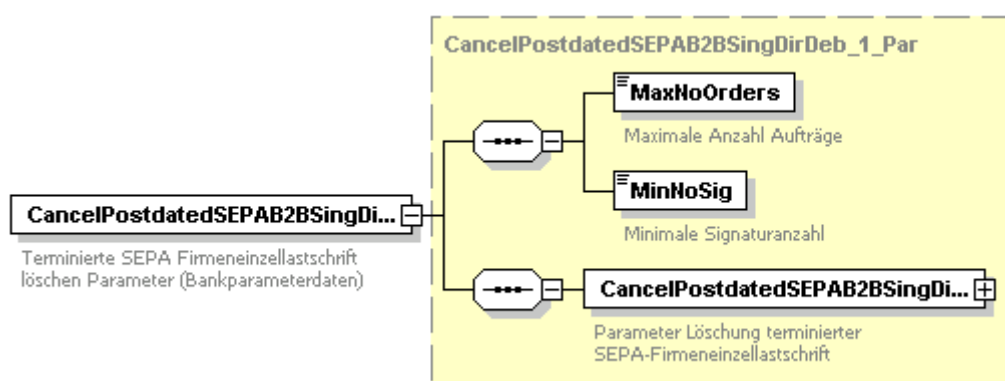 CancelPostdatedSEPAB2BSingDirDeb_1_Par
MaxNoOrders
Maximale Anzahl Aufträge
MinNoSig
Minimale Signaturanzahl
CancelPostdatedSEPAB2BSingDi...
Terminierte SEPA Firmeneinzellastschrift
löschen Parameter (Bankparameterdaten)
CancelPostdatedSEPAB2BSingDi...
Parameter Löschung terminierter
SEPA-Firmeneinzellastschrift